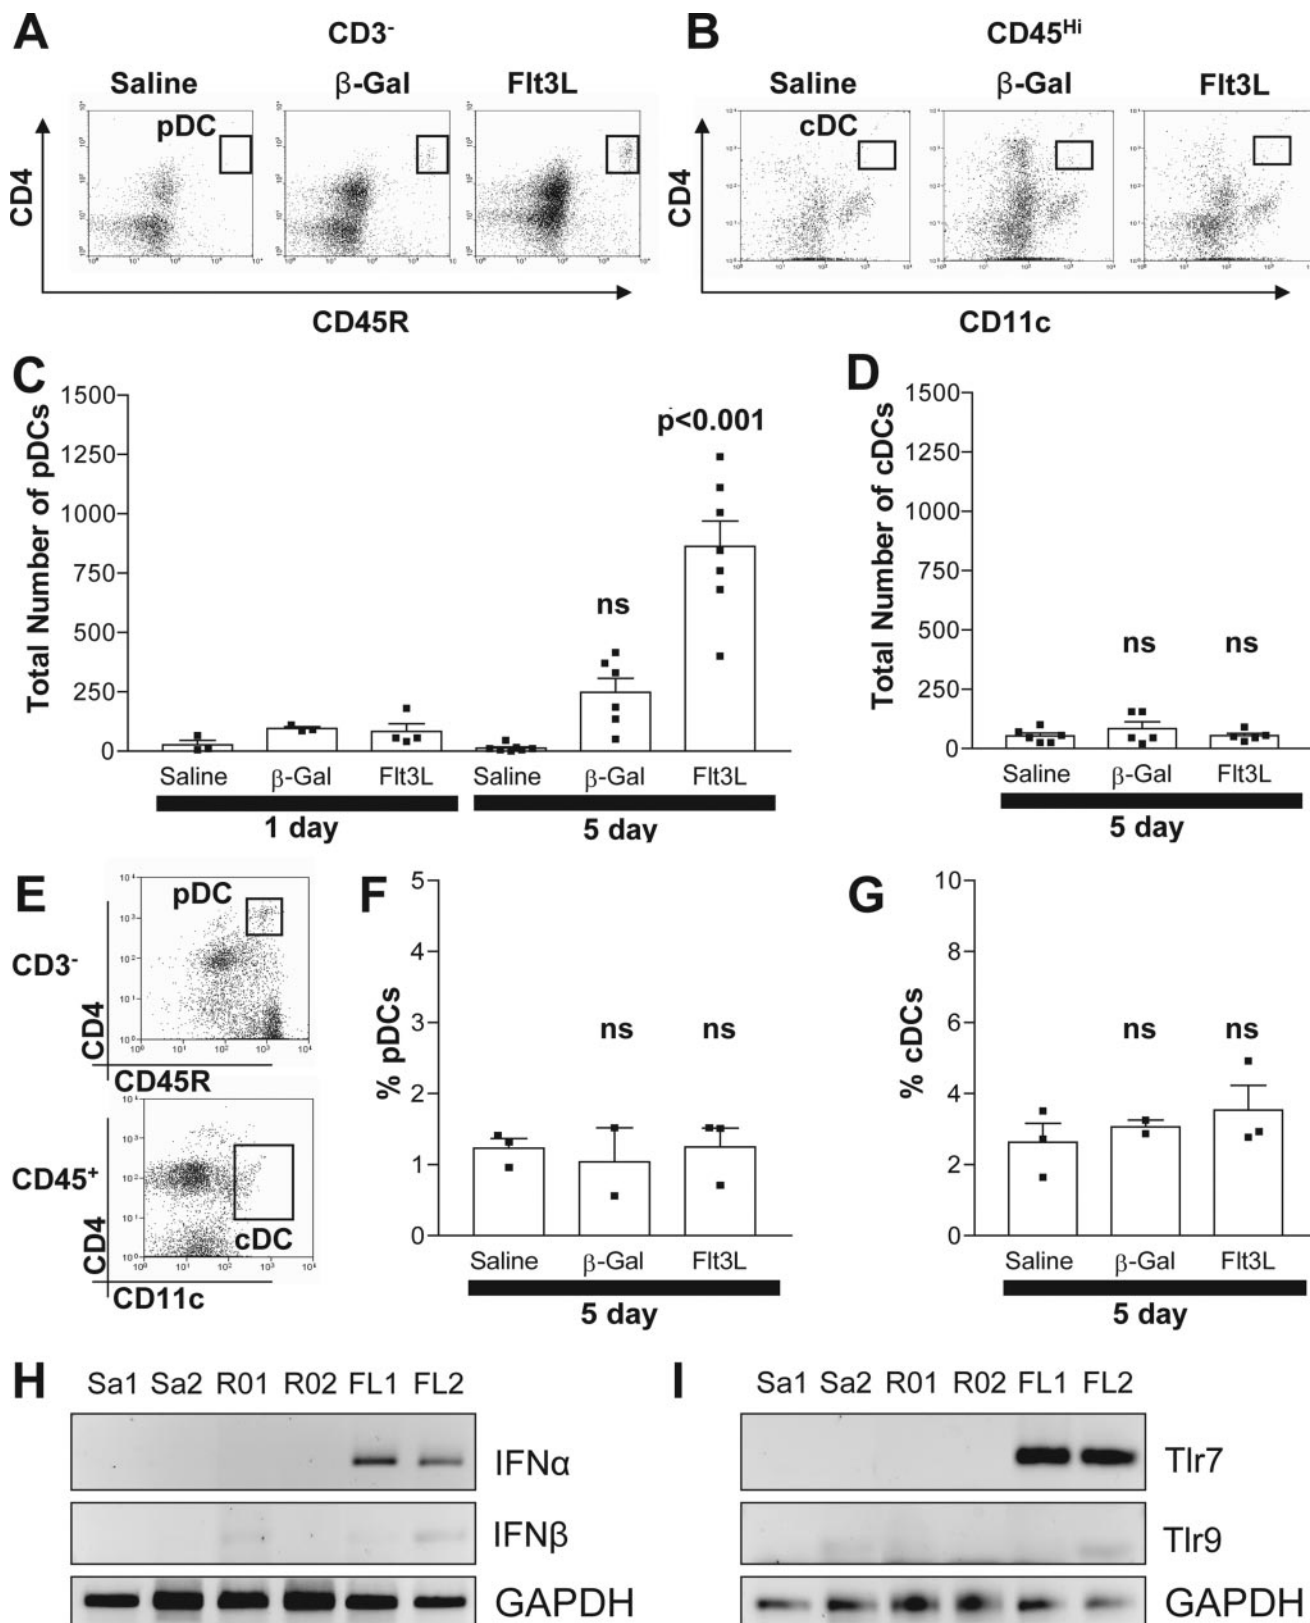 A
CD3-
B
CD45Hi
Saline
β-Gal
Flt3L
Saline
β-Gal
Flt3L
pDC
cDC
CD4
CD4
CD45R
CD11c
C
Total Number of pDCs
1500
1250
1000
750
500
250
0
p<0.001
ns
Saline
β-Gal
Flt3L
Saline
β-Gal
Flt3L
1 day
5 day
D
Total Number of cDCs
1500
1250
1000
750
500
250
0
ns
ns
Saline
β-Gal
Flt3L
5 day
E
pDC
CD3-
CD4
CD45R
CD45+
CD4
cDC
CD11c
F
% pDCs
5
4
3
2
1
0
ns
ns
Saline
β-Gal
Flt3L
5 day
G
% cDCs
10
8
6
4
2
0
ns
ns
Saline
β-Gal
Flt3L
5 day
H
Sa1 Sa2 R01 R02 FL1 FL2
IFNα
IFNβ
GAPDH
I
Sa1 Sa2 R01 R02 FL1 FL2
Tlr7
Tlr9
GAPDH